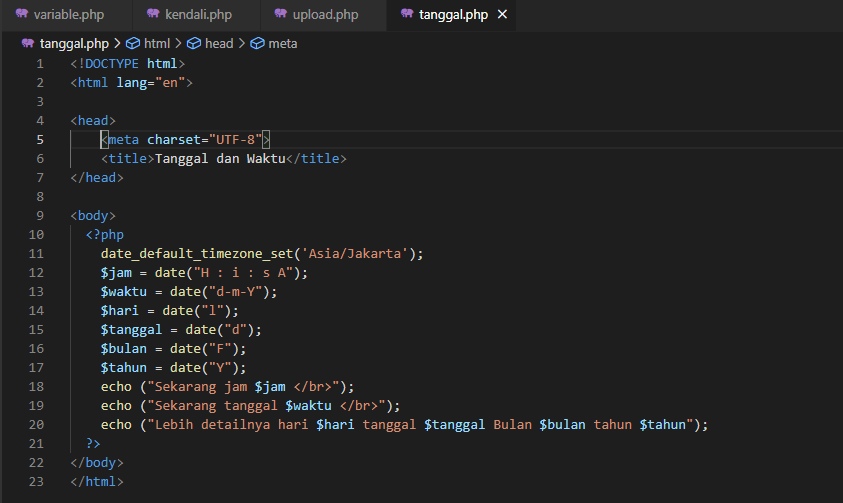 variable.php kendali.php upload.php tanggal.php ×
tanggal.php > html > head > meta
1 <!DOCTYPE html>
2 <html lang="en">
3
4 <head>
5 <meta charset="UTF-8">
6 <title>Tanggal dan Waktu</title>
7 </head>
8
9 <body>
10 <?php
11 date_default_timezone_set('Asia/Jakarta');
12 $jam = date("H : i : s A");
13 $waktu = date("d-m-Y");
14 $hari = date("l");
15 $tanggal = date("d");
16 $bulan = date("F");
17 $tahun = date("Y");
18 echo ("Sekarang jam $jam </br>");
19 echo ("Sekarang tanggal $waktu </br>");
20 echo ("Lebih detailnya hari $hari tanggal $tanggal Bulan $bulan tahun $tahun");
21 ?>
22 </body>
23 </html>